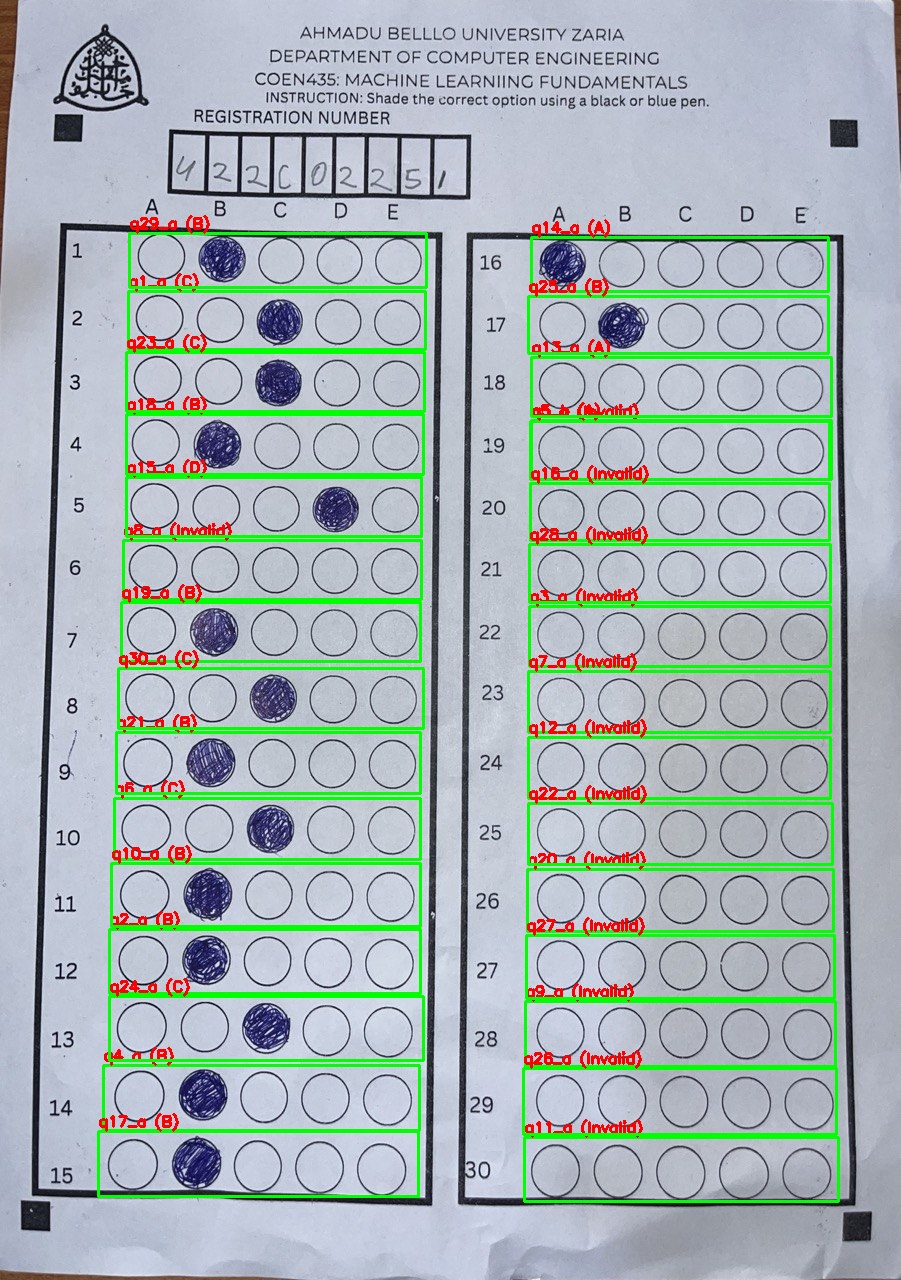 AHMADU BELLLO UNIVERSITY ZARIA
DEPARTMENT OF COMPUTER ENGINEERING
COEN435: MACHINE LEARNIING FUNDAMENTALS
INSTRUCTION: Shade the correct option using a black or blue pen.
REGISTRATION NUMBER
U 2 2 C O 2 2 5 1
A B C D E
q29_a (B)
1
q1_a (C)
2
q23_a (C)
3
q18_a (B)
4
q15_a (D)
5
q8_a (Invalid)
6
q19_a (B)
7
q30_a (C)
8
q21_a (B)
9
q6_a (C)
10
q10_a (B)
11
q2_a (B)
12
q24_a (C)
13
q4_a (B)
14
q17_a (B)
15
A B C D E
q14_a (A)
16
q25_a (B)
17
q13_a (A)
18
19
q16_a (Invalid)
20
q28_a (Invalid)
21
q3_a (Invalid)
22
q7_a (Invalid)
23
q12_a (Invalid)
24
q22_a (Invalid)
25
q20_a (Invalid)
26
q27_a (Invalid)
27
q9_a (Invalid)
28
q26_a (Invalid)
29
q11_a (Invalid)
30